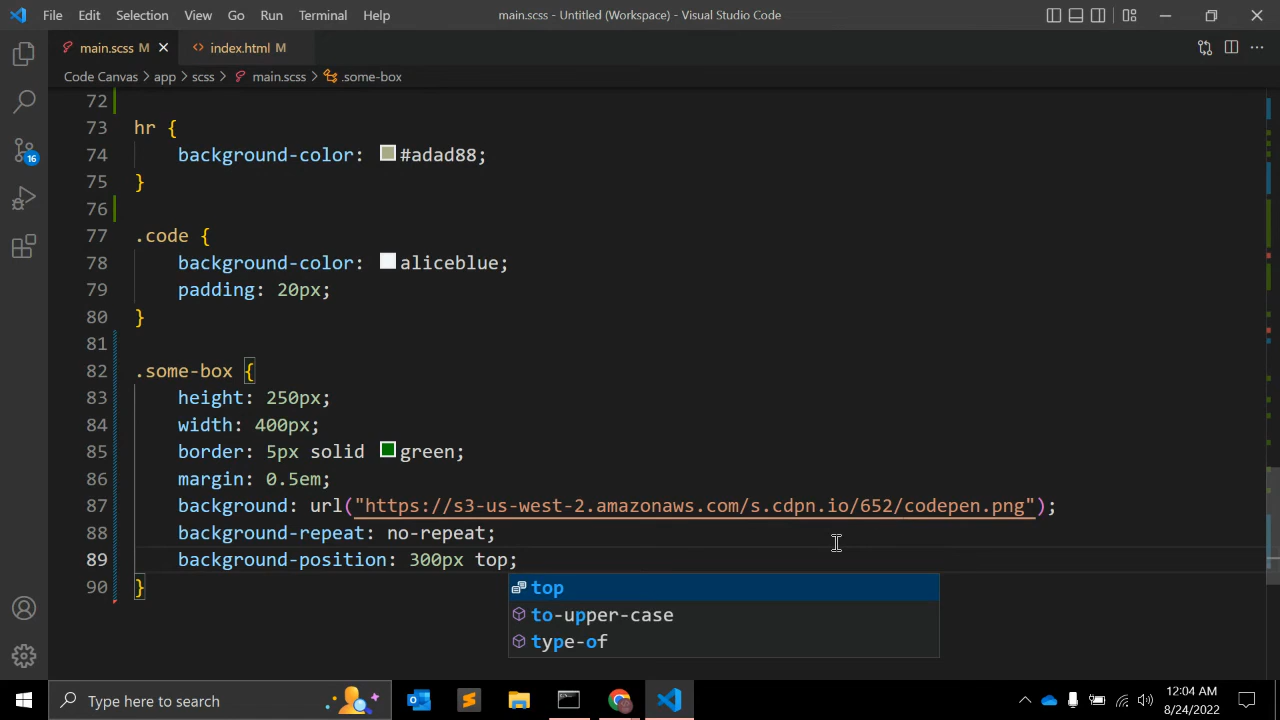 File Edit Selection View Go Run Terminal Help main.scss - Untitled (Workspace) - Visual Studio Code
main.scss M index.html M
Code Canvas > app > scss > main.scss > .some-box
72
73 hr {
74 background-color: #adad88;
75 }
76
77 .code {
78 background-color: aliceblue;
79 padding: 20px;
80 }
81
82 .some-box {
83 height: 250px;
84 width: 400px;
85 border: 5px solid green;
86 margin: 0.5em;
87 background: url("https://s3-us-west-2.amazonaws.com/s.cdpn.io/652/codepen.png");
88 background-repeat: no-repeat;
89 background-position: 300px top;
90 }
top
to-upper-case
type-of
16
Type here to search
12:04 AM
8/24/2022